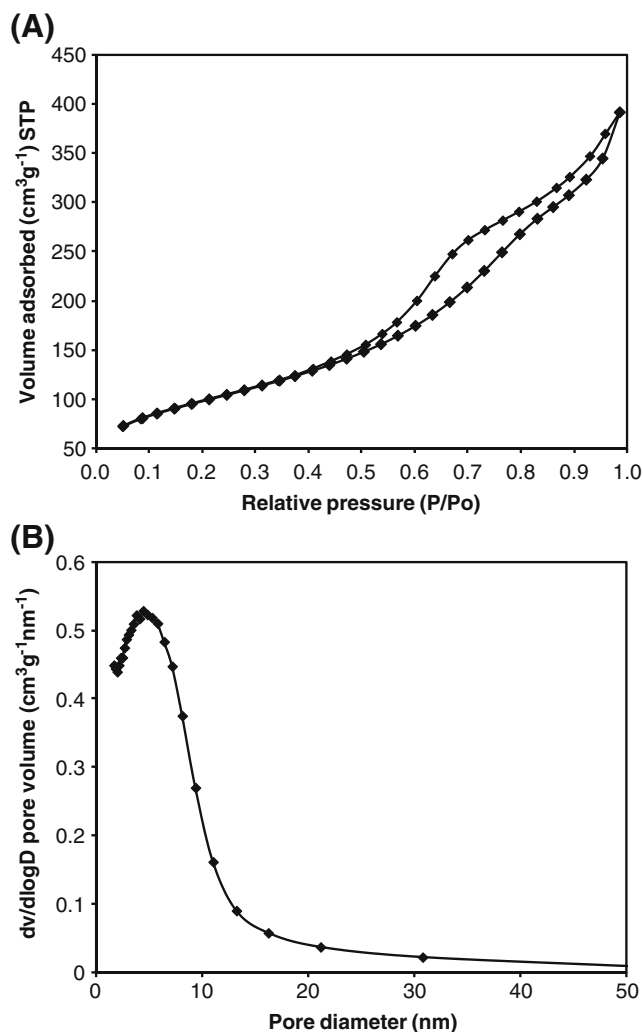 (A)
Volume adsorbed (cm³g⁻¹) STP
450
400
350
300
250
200
150
100
50
0.0 0.1 0.2 0.3 0.4 0.5 0.6 0.7 0.8 0.9 1.0
Relative pressure (P/Po)
(B)
dv/dlogD pore volume (cm³g⁻¹nm⁻¹)
0.6
0.5
0.4
0.3
0.2
0.1
0
0 10 20 30 40 50
Pore diameter (nm)